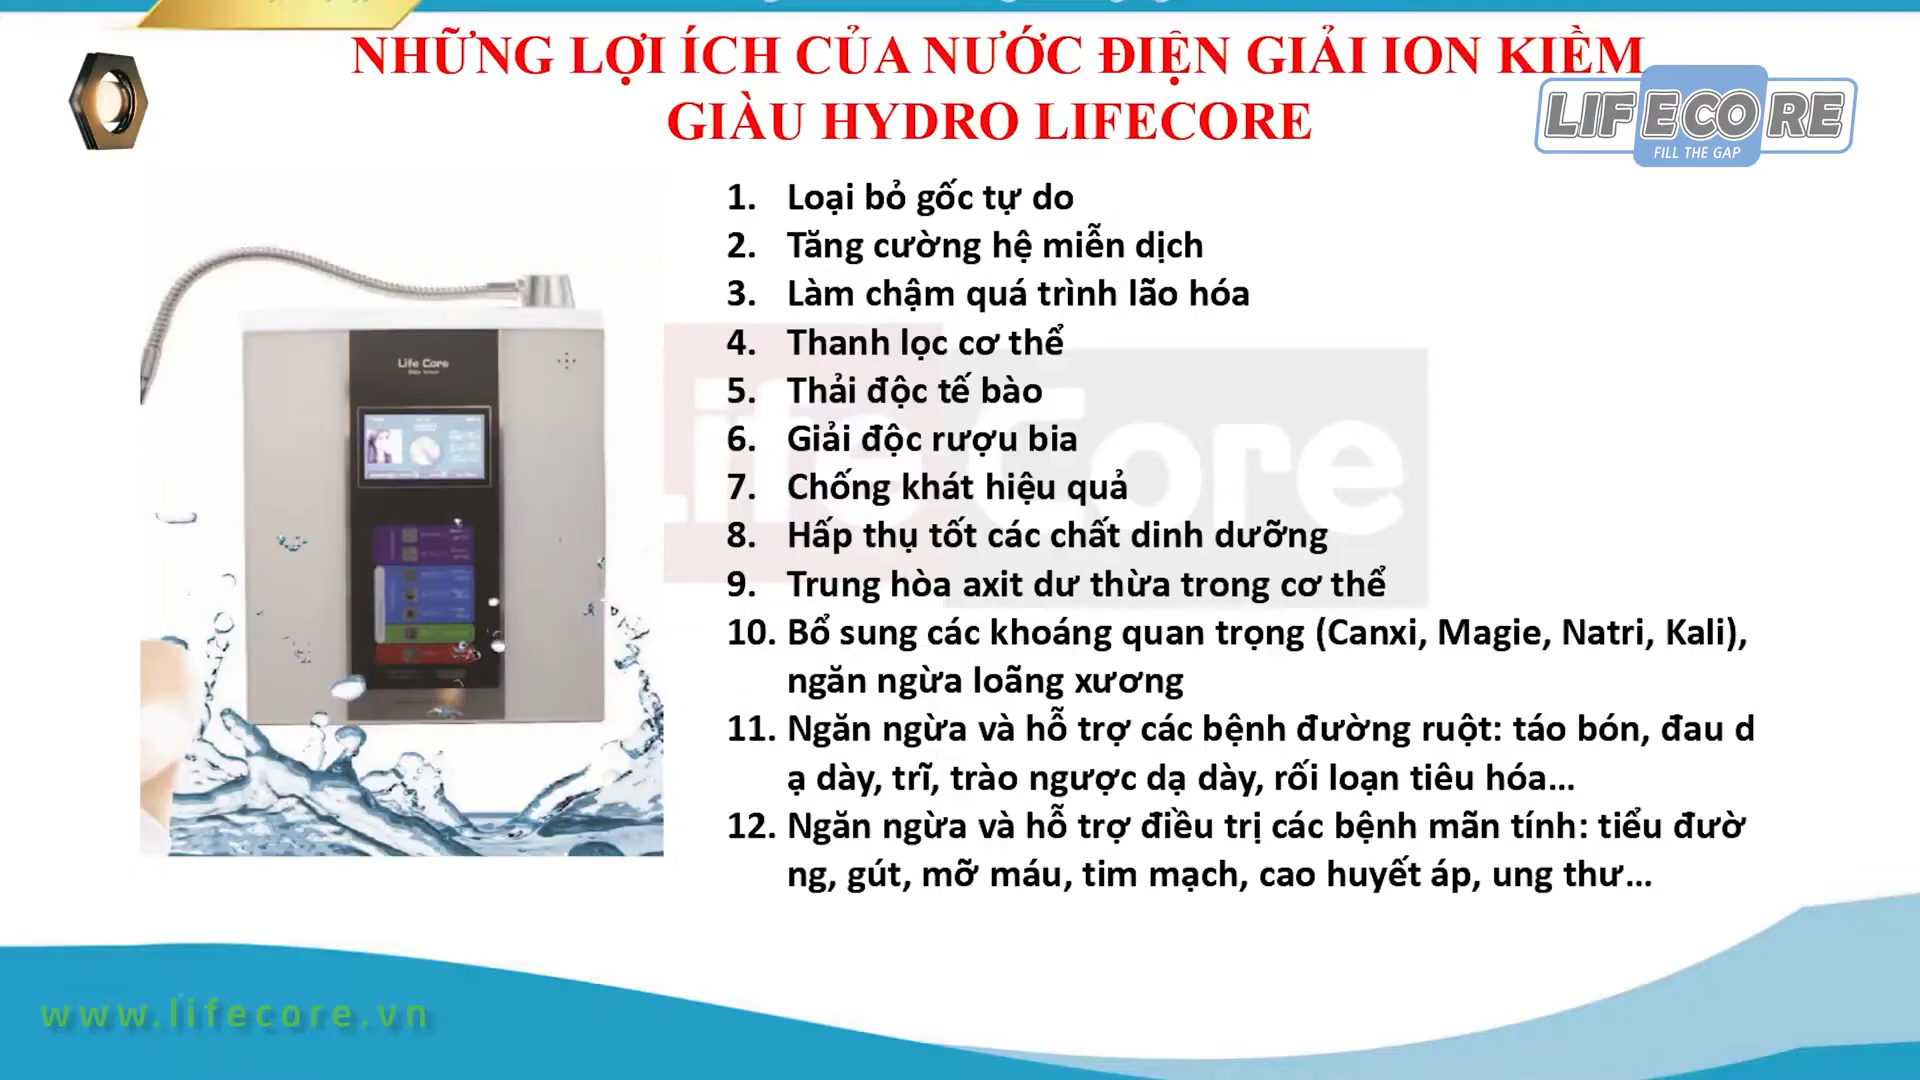 NHỮNG LỢI ÍCH CỦA NƯỚC ĐIỆN GIẢI ION KIỀM
GIÀU HYDRO LIFECORE
LIFECORE
FILL THE GAP
1. Loại bỏ gốc tự do
2. Tăng cường hệ miễn dịch
3. Làm chậm quá trình lão hóa
4. Thanh lọc cơ thể
5. Thải độc tế bào
6. Giải độc rượu bia
7. Chống khát hiệu quả
8. Hấp thụ tốt các chất dinh dưỡng
9. Trung hòa axit dư thừa trong cơ thể
10. Bổ sung các khoáng quan trọng (Canxi, Magie, Natri, Kali),
ngăn ngừa loãng xương
11. Ngăn ngừa và hỗ trợ các bệnh đường ruột: táo bón, đau d
ạ dày, trĩ, trào ngược dạ dày, rối loạn tiêu hóa...
12. Ngăn ngừa và hỗ trợ điều trị các bệnh mãn tính: tiểu đườ
ng, gút, mỡ máu, tim mạch, cao huyết áp, ung thư...
Life Core
Life Core
www.lifecore.vn